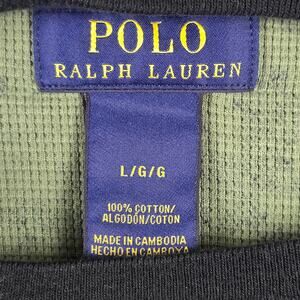 POLO
RALPH LAUREN
L/G/G
100% COTTON/
ALGODÓN/COTON
MADE IN CAMBODIA
HECHO EN CAMBOYA